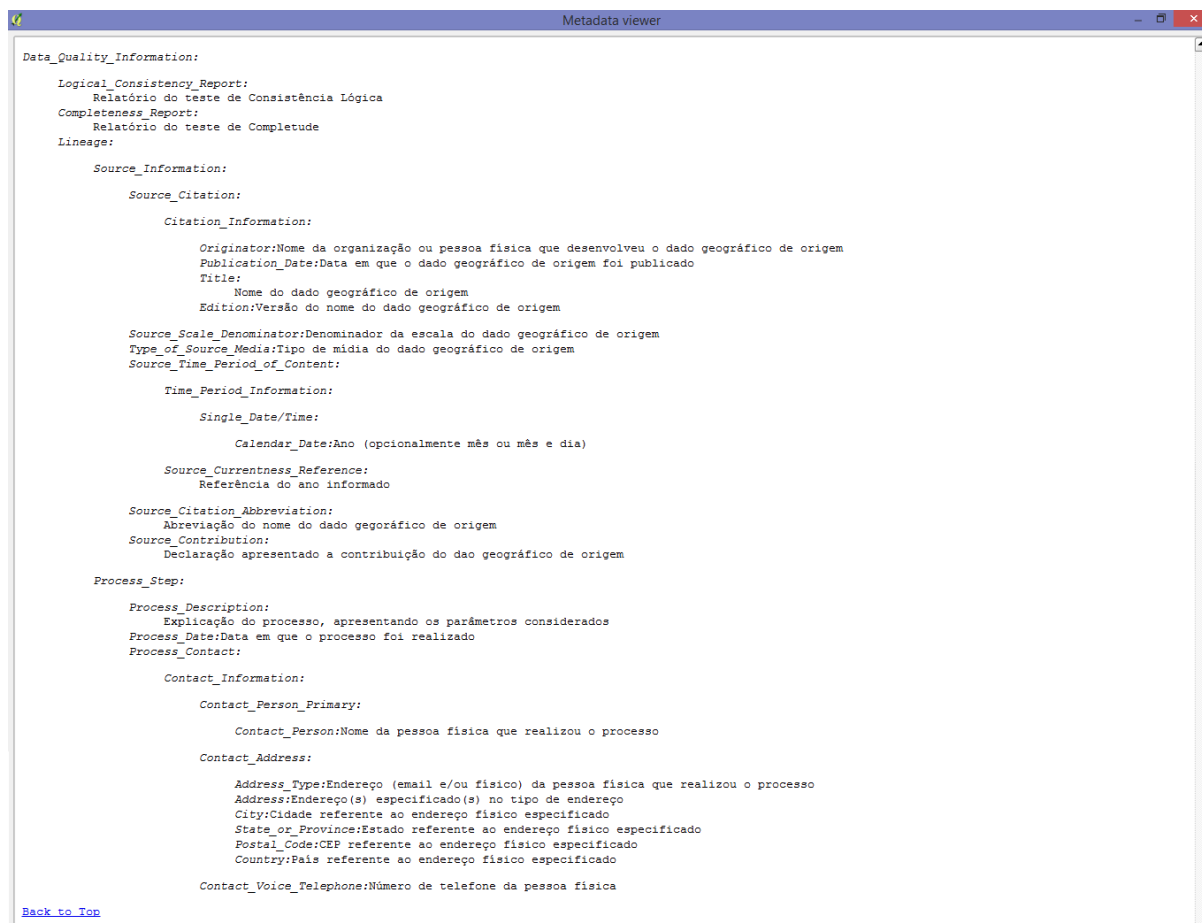 Metadata viewer
Data_Quality_Information:
Logical_Consistency_Report:
Relatório do teste de Consistência Lógica
Completeness_Report:
Relatório do teste de Completude
Lineage:
Source_Information:
Source_Citation:
Citation_Information:
Originator:Nome da organização ou pessoa física que desenvolveu o dado geográfico de origem
Publication_Date:Data em que o dado geográfico de origem foi publicado
Title:
Nome do dado geográfico de origem
Edition:Versão do nome do dado geográfico de origem
Source_Scale_Denominator:Denominador da escala do dado geográfico de origem
Type_of_Source_Media:Tipo de mídia do dado geográfico de origem
Source_Time_Period_of_Content:
Time_Period_Information:
Single_Date/Time:
Calendar_Date:Ano (opcionalmente mês ou mês e dia)
Source_Currentness_Reference:
Referência do ano informado
Source_Citation_Abbreviation:
Abreviação do nome do dado gegoráfico de origem
Source_Contribution:
Declaração apresentado a contribuição do dao geográfico de origem
Process_Step:
Process_Description:
Explicação do processo, apresentando os parâmetros considerados
Process_Date:Data em que o processo foi realizado
Process_Contact:
Contact_Information:
Contact_Person_Primary:
Contact_Person:Nome da pessoa física que realizou o processo
Contact_Address:
Address_Type:Endereço (email e/ou físico) da pessoa física que realizou o processo
Address:Endereço(s) especificado(s) no tipo de endereço
City:Cidade referente ao endereço físico especificado
State_or_Province:Estado referente ao endereço físico especificado
Postal_Code:CEP referente ao endereço físico especificado
Country:País referente ao endereço físico especificado
Contact_Voice_Telephone:Número de telefone da pessoa física
Back to Top